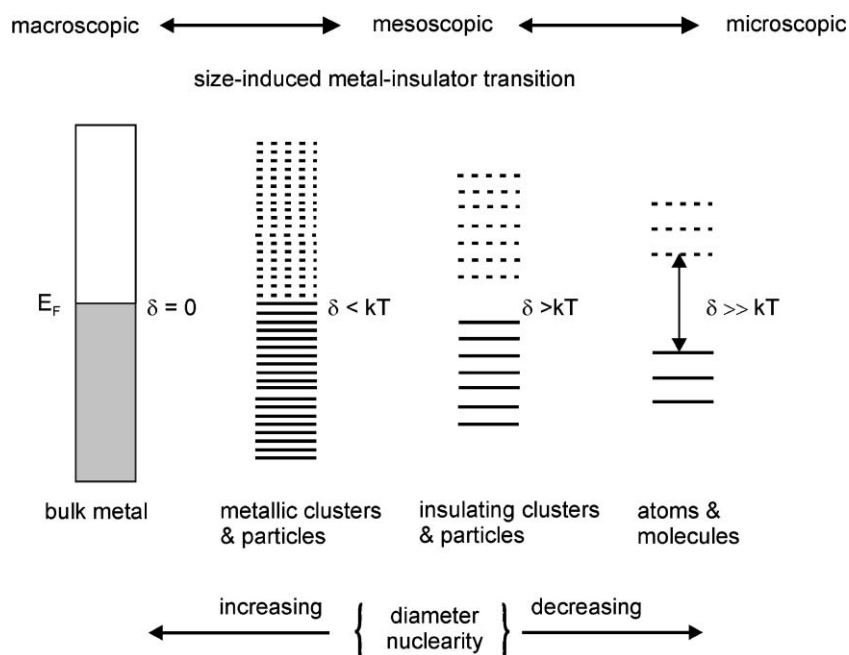 macroscopic mesoscopic microscopic
size-induced metal-insulator transition
E_F δ = 0 δ < kT δ >kT δ >> kT
bulk metal metallic clusters insulating clusters atoms &
& particles & particles molecules
increasing { diameter } decreasing
nuclearity